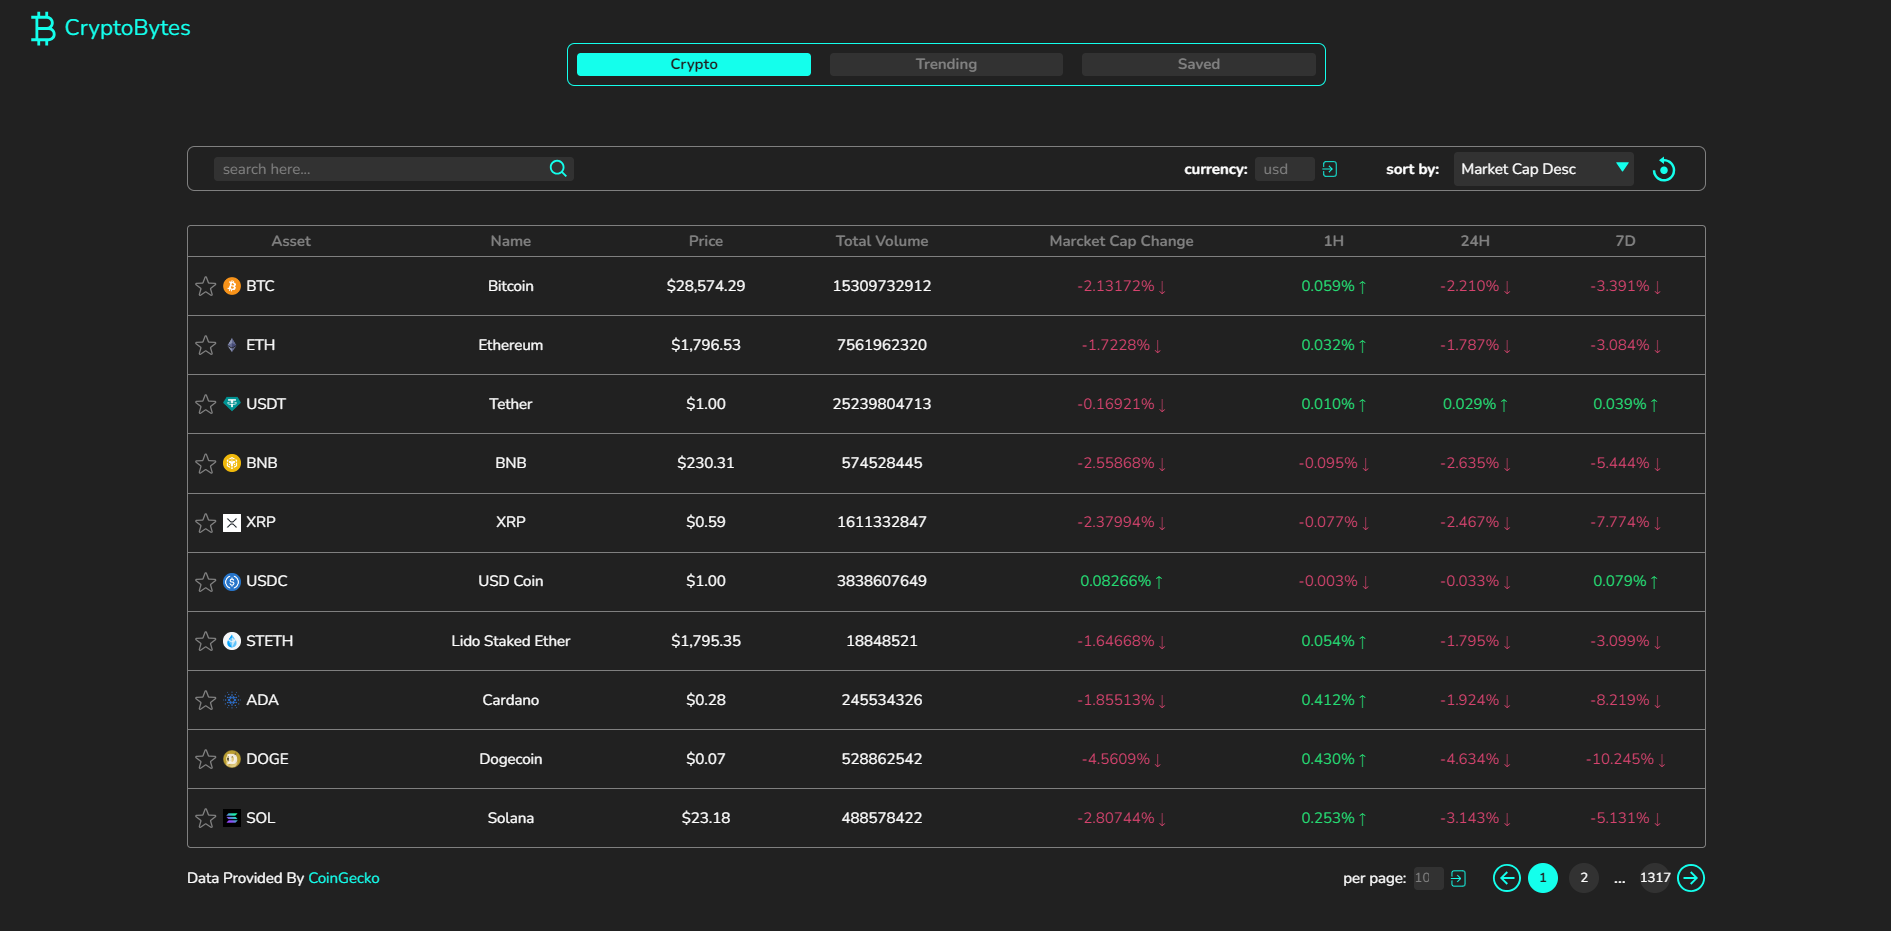 CryptoBytes
Crypto Trending Saved
search here... currency: usd sort by: Market Cap Desc
Asset Name Price Total Volume Marcket Cap Change 1H 24H 7D
BTC Bitcoin $28,574.29 15309732912 -2.13172% ↓ 0.059% ↑ -2.210% ↓ -3.391% ↓
ETH Ethereum $1,796.53 7561962320 -1.7228% ↓ 0.032% ↑ -1.787% ↓ -3.084% ↓
USDT Tether $1.00 25239804713 -0.16921% ↓ 0.010% ↑ 0.029% ↑ 0.039% ↑
BNB BNB $230.31 574528445 -2.55868% ↓ -0.095% ↓ -2.635% ↓ -5.444% ↓
XRP XRP $0.59 1611332847 -2.37994% ↓ -0.077% ↓ -2.467% ↓ -7.774% ↓
USDC USD Coin $1.00 3838607649 0.08266% ↑ -0.003% ↓ -0.033% ↓ 0.079% ↑
STETH Lido Staked Ether $1,795.35 18848521 -1.64668% ↓ 0.054% ↑ -1.795% ↓ -3.099% ↓
ADA Cardano $0.28 245534326 -1.85513% ↓ 0.412% ↑ -1.924% ↓ -8.219% ↓
DOGE Dogecoin $0.07 528862542 -4.5609% ↓ 0.430% ↑ -4.634% ↓ -10.245% ↓
SOL Solana $23.18 488578422 -2.80744% ↓ 0.253% ↑ -3.143% ↓ -5.131% ↓
Data Provided By CoinGecko per page: 10 1 2 ... 1317